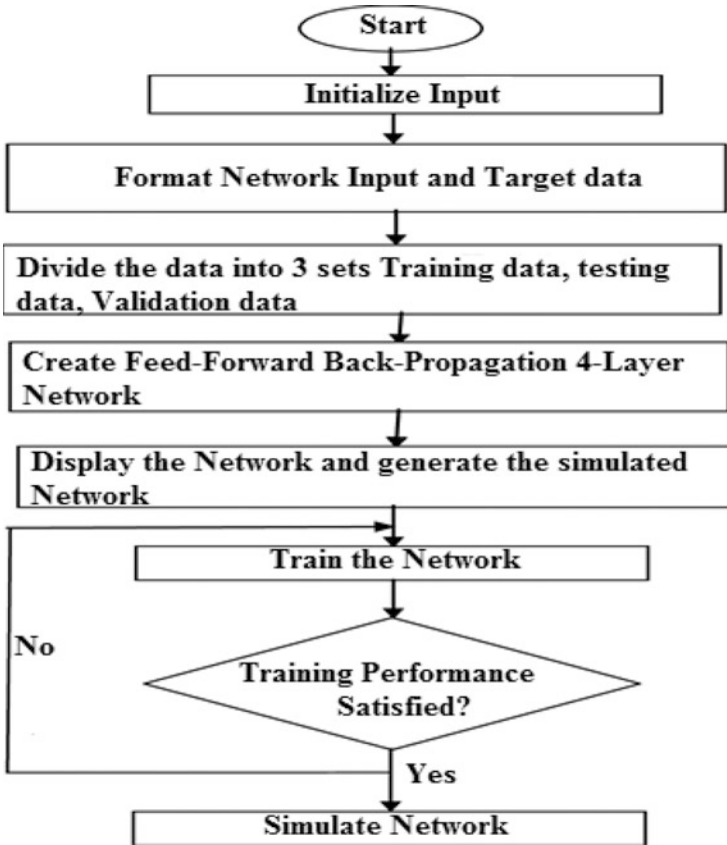 Start
Initialize Input
Format Network Input and Target data
Divide the data into 3 sets Training data, testing
data, Validation data
Create Feed-Forward Back-Propagation 4-Layer
Network
Display the Network and generate the simulated
Network
Train the Network
No
Training Performance
Satisfied?
Yes
Simulate Network